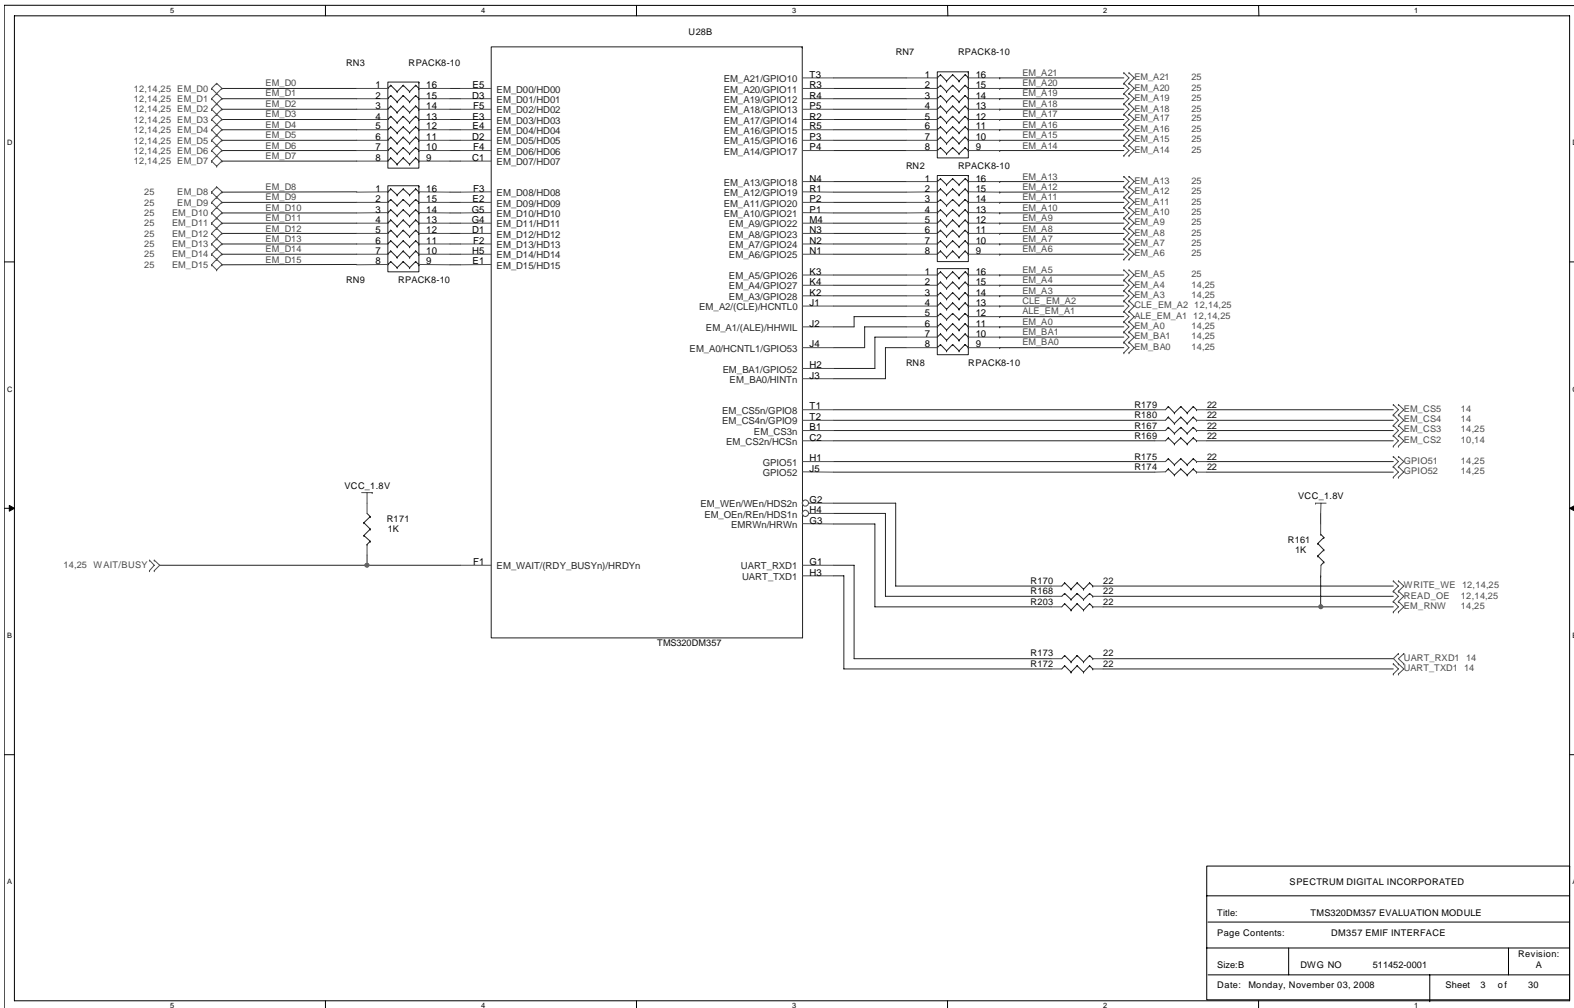 5 4 3 2 1
D
C
B
A
U28B
RN3 RPACK8-10
12,14,25 EM_D0 EM_D0 1 16 E5 EM_D00/HD00
12,14,25 EM_D1 EM_D1 2 15 D3 EM_D01/HD01
12,14,25 EM_D2 EM_D2 3 14 F5 EM_D02/HD02
12,14,25 EM_D3 EM_D3 4 13 E3 EM_D03/HD03
12,14,25 EM_D4 EM_D4 5 12 E4 EM_D04/HD04
12,14,25 EM_D5 EM_D5 6 11 D2 EM_D05/HD05
12,14,25 EM_D6 EM_D6 7 10 F4 EM_D06/HD06
12,14,25 EM_D7 EM_D7 8 9 C1 EM_D07/HD07
25 EM_D8 EM_D8 1 16 F3 EM_D08/HD08
25 EM_D9 EM_D9 2 15 E2 EM_D09/HD09
25 EM_D10 EM_D10 3 14 G5 EM_D10/HD10
25 EM_D11 EM_D11 4 13 G4 EM_D11/HD11
25 EM_D12 EM_D12 5 12 D1 EM_D12/HD12
25 EM_D13 EM_D13 6 11 F2 EM_D13/HD13
25 EM_D14 EM_D14 7 10 H5 EM_D14/HD14
25 EM_D15 EM_D15 8 9 E1 EM_D15/HD15
RN9 RPACK8-10
VCC_1.8V
R171
1K
14,25 WAIT/BUSY F1 EM_WAIT/(RDY_BUSYn)/HRDYn
RN7 RPACK8-10
EM_A21/GPIO10 T3 1 16 EM_A21 EM_A21 25
EM_A20/GPIO11 R3 2 15 EM_A20 EM_A20 25
EM_A19/GPIO12 R4 3 14 EM_A19 EM_A19 25
EM_A18/GPIO13 P5 4 13 EM_A18 EM_A18 25
EM_A17/GPIO14 R2 5 12 EM_A17 EM_A17 25
EM_A16/GPIO15 R5 6 11 EM_A16 EM_A16 25
EM_A15/GPIO16 P3 7 10 EM_A15 EM_A15 25
EM_A14/GPIO17 P4 8 9 EM_A14 EM_A14 25
RN2 RPACK8-10
EM_A13/GPIO18 N4 1 16 EM_A13 EM_A13 25
EM_A12/GPIO19 R1 2 15 EM_A12 EM_A12 25
EM_A11/GPIO20 P2 3 14 EM_A11 EM_A11 25
EM_A10/GPIO21 P1 4 13 EM_A10 EM_A10 25
EM_A9/GPIO22 M4 5 12 EM_A9 EM_A9 25
EM_A8/GPIO23 N3 6 11 EM_A8 EM_A8 25
EM_A7/GPIO24 N2 7 10 EM_A7 EM_A7 25
EM_A6/GPIO25 N1 8 9 EM_A6 EM_A6 25
EM_A5/GPIO26 K3 1 16 EM_A5 EM_A5 25
EM_A4/GPIO27 K4 2 15 EM_A4 EM_A4 14,25
EM_A3/GPIO28 K2 3 14 EM_A3 EM_A3 14,25
EM_A2/(CLE)/HCNTL0 J1 4 13 CLE_EM_A2 CLE_EM_A2 12,14,25
EM_A1/(ALE)/HHWIL J2 5 12 ALE_EM_A1 ALE_EM_A1 12,14,25
EM_A0/HCNTL1/GPIO53 J4 6 11 EM_A0 EM_A0 14,25
EM_BA1/GPIO52 H2 7 10 EM_BA1 EM_BA1 14,25
EM_BA0/HINTn J3 8 9 EM_BA0 EM_BA0 14,25
RN8 RPACK8-10
EM_CS5n/GPIO8 T1 R179 22 EM_CS5 14
EM_CS4n/GPIO9 T2 R180 22 EM_CS4 14
EM_CS3n B1 R167 22 EM_CS3 14,25
EM_CS2n/HCSn C2 R169 22 EM_CS2 10,14
GPIO51 H1 R175 22 GPIO51 14,25
GPIO52 J5 R174 22 GPIO52 14,25
VCC_1.8V
R161
1K
EM_WEn/WEn/HDS2n G2 R170 22 WRITE_WE 12,14,25
EM_OEn/REn/HDS1n H4 R168 22 READ_OE 12,14,25
EMRWn/HRWn G3 R203 22 EM_RNW 14,25
UART_RXD1 G1 R173 22 UART_RXD1 14
UART_TXD1 H3 R172 22 UART_TXD1 14
TMS320DM357
SPECTRUM DIGITAL INCORPORATED
Title: TMS320DM357 EVALUATION MODULE
Page Contents: DM357 EMIF INTERFACE
Size:B DWG NO 511452-0001 Revision: A
Date: Monday, November 03, 2008 Sheet 3 of 30
5 4 3 2 1